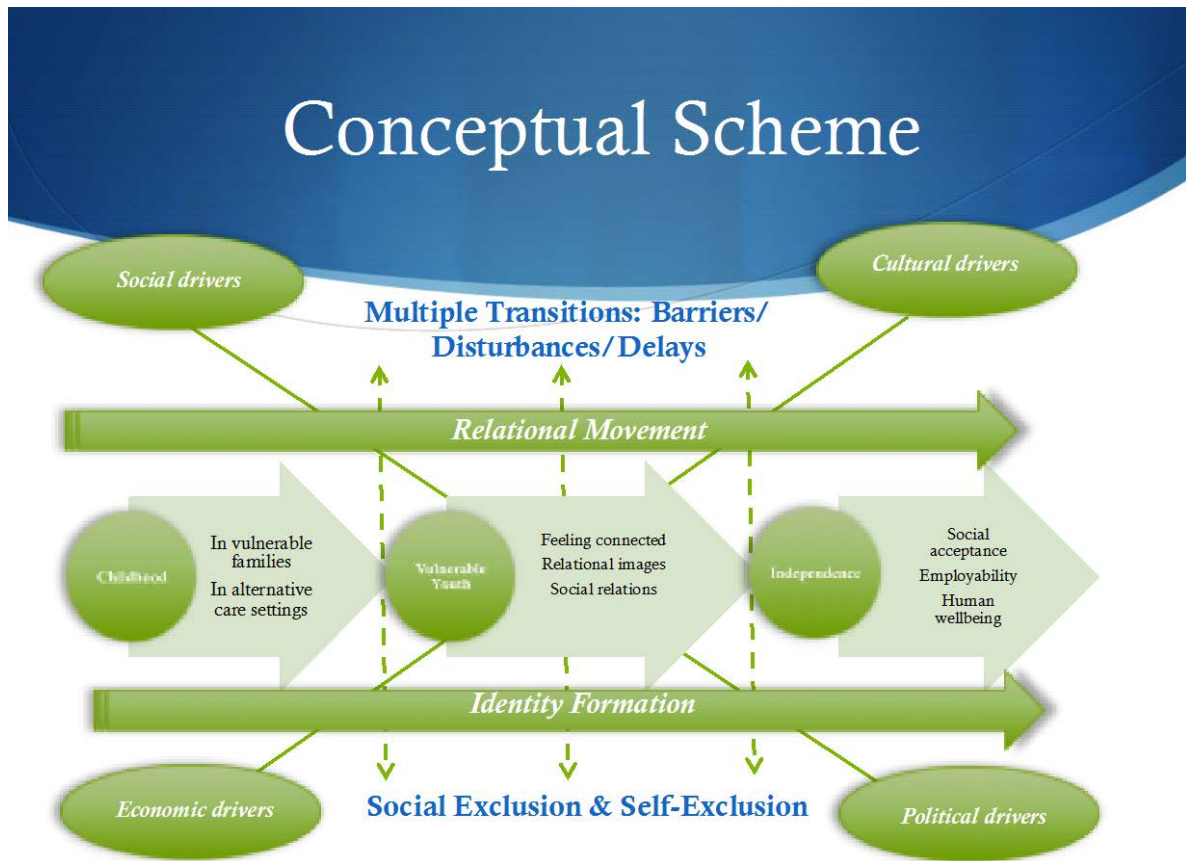 Conceptual Scheme
Social drivers
Cultural drivers
Multiple Transitions: Barriers/
Disturbances/Delays
Relational Movement
Childhood
In vulnerable
families
In alternative
care settings
Vulnerable
Youth
Feeling connected
Relational images
Social relations
Independence
Social
acceptance
Employability
Human
wellbeing
Identity Formation
Economic drivers
Social Exclusion & Self-Exclusion
Political drivers